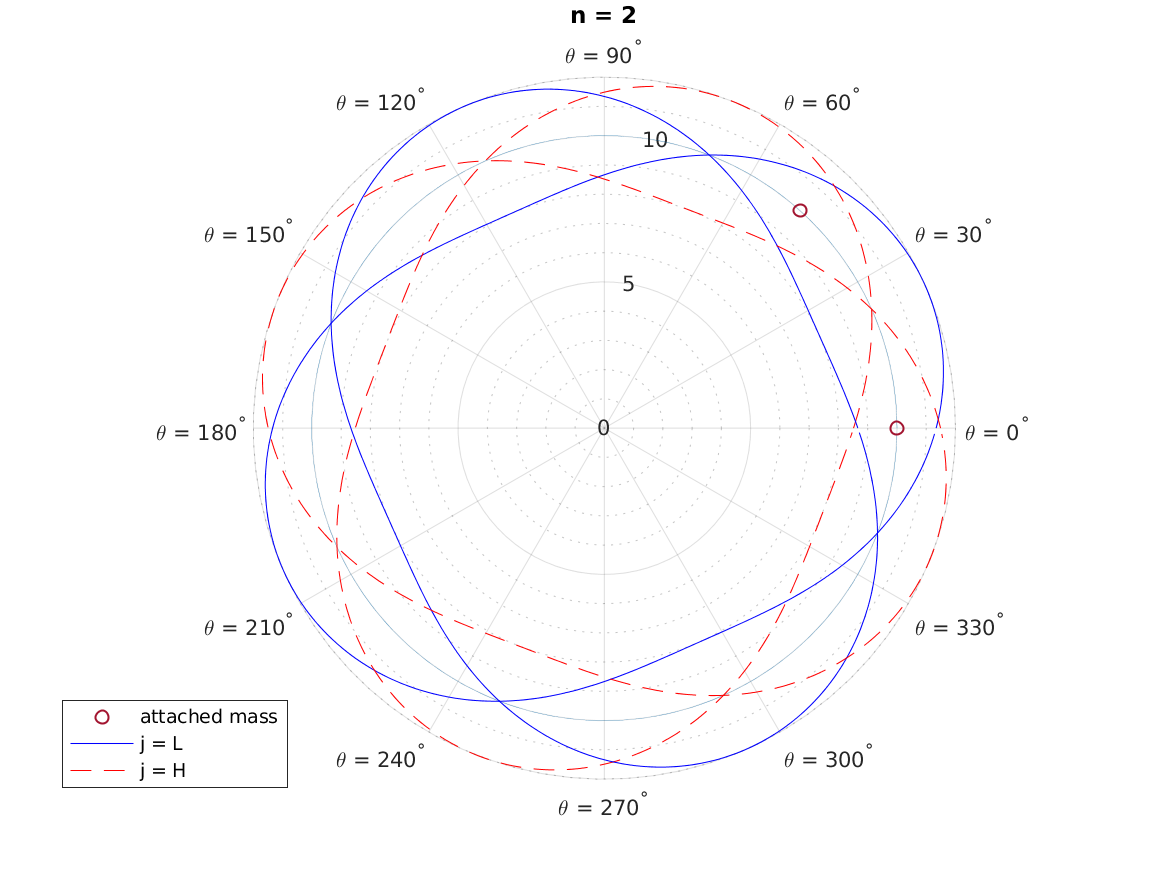 n = 2
θ = 90°
θ = 120°
θ = 60°
10
θ = 150°
θ = 30°
5
θ = 180°
0
θ = 0°
θ = 210°
θ = 330°
θ = 240°
θ = 300°
θ = 270°
attached mass
j = L
j = H